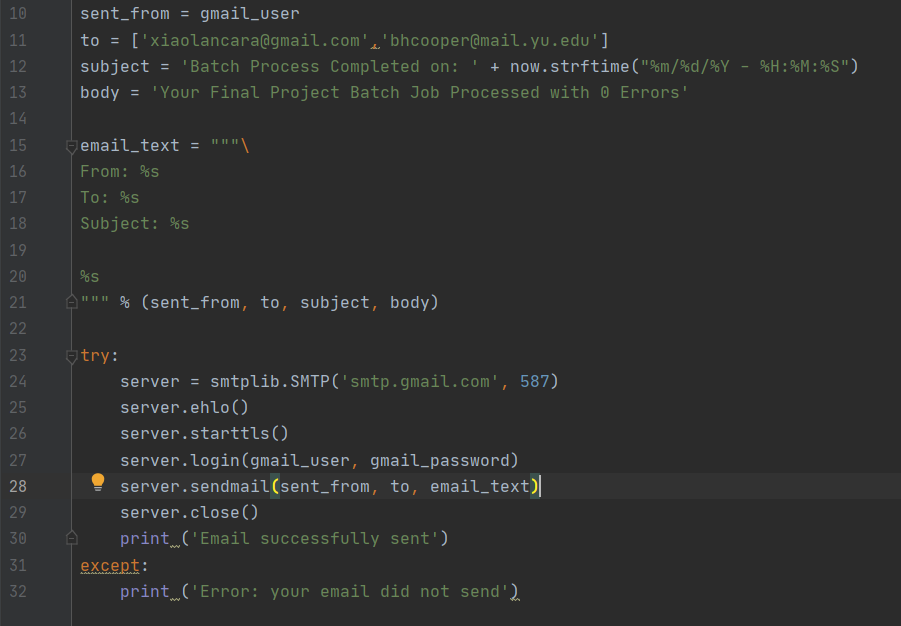 10 sent_from = gmail_user
11 to = ['xiaolancara@gmail.com','bhcooper@mail.yu.edu']
12 subject = 'Batch Process Completed on: ' + now.strftime("%m/%d/%Y - %H:%M:%S")
13 body = 'Your Final Project Batch Job Processed with 0 Errors'
14
15 email_text = """\
16 From: %s
17 To: %s
18 Subject: %s
19
20 %s
21 """ % (sent_from, to, subject, body)
22
23 try:
24     server = smtplib.SMTP('smtp.gmail.com', 587)
25     server.ehlo()
26     server.starttls()
27     server.login(gmail_user, gmail_password)
28     server.sendmail(sent_from, to, email_text)
29     server.close()
30     print ('Email successfully sent')
31 except:
32     print ('Error: your email did not send')